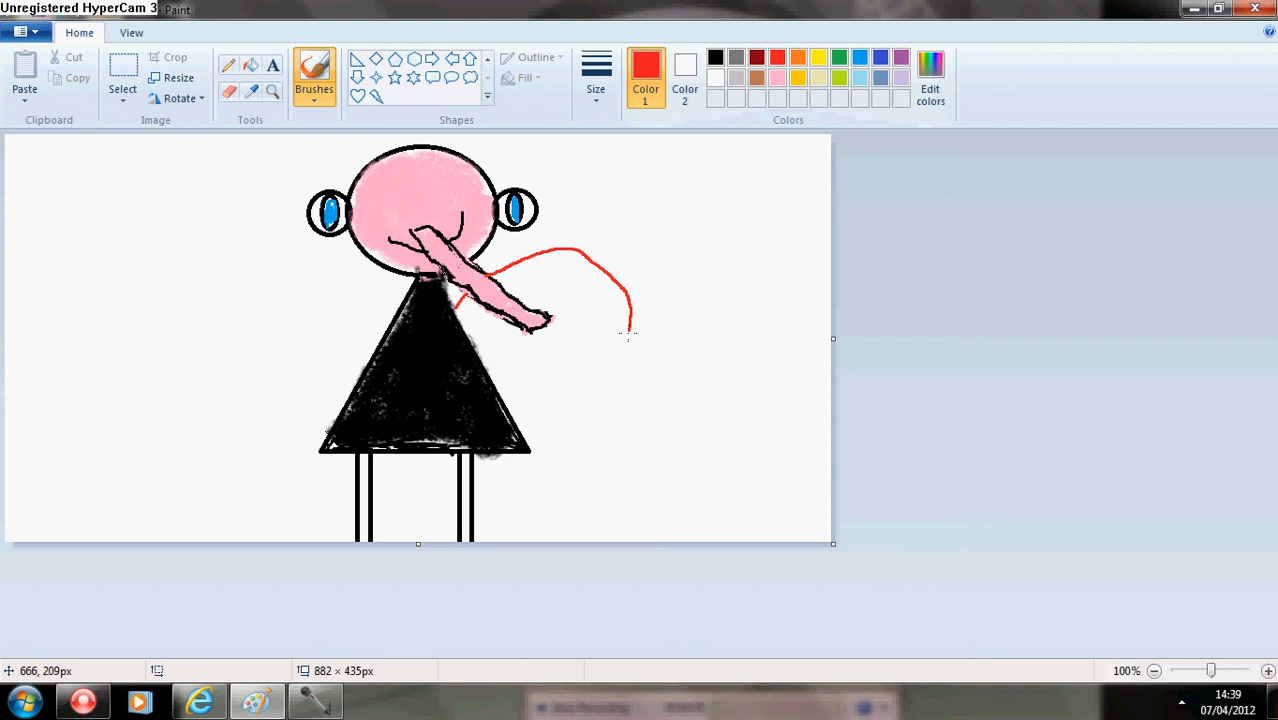 Unregistered HyperCam 3 - Paint
Home View
Paste
Cut
Copy
Select
Crop
Resize
Rotate
A
Brushes
Outline
Fill
Size
Color 1
Color 2
Edit colors
Clipboard Image Tools Shapes Colors
666, 209px
882 × 435px
100%
14:39
07/04/2012